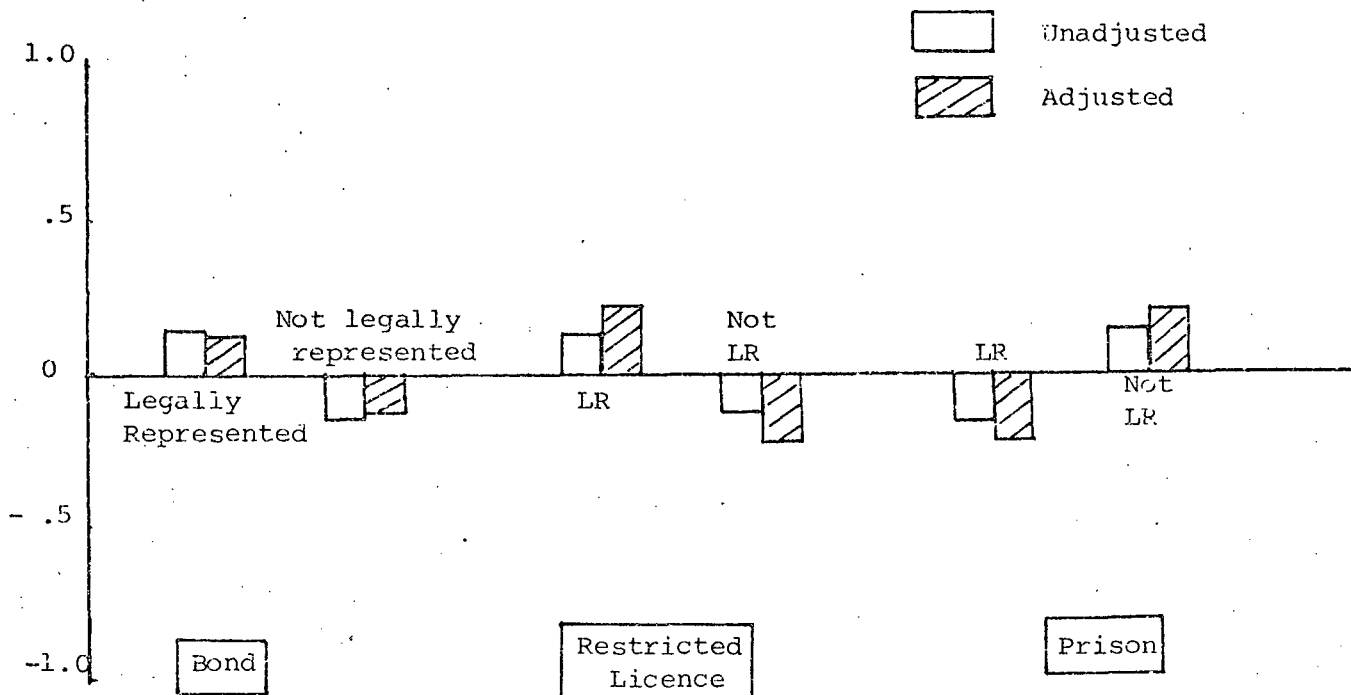 Unadjusted
Adjusted
1.0
.5
0
- .5
-1.0
Legally
Represented
Not legally
represented
LR
Not
LR
LR
Not
LR
Bond
Restricted
Licence
Prison